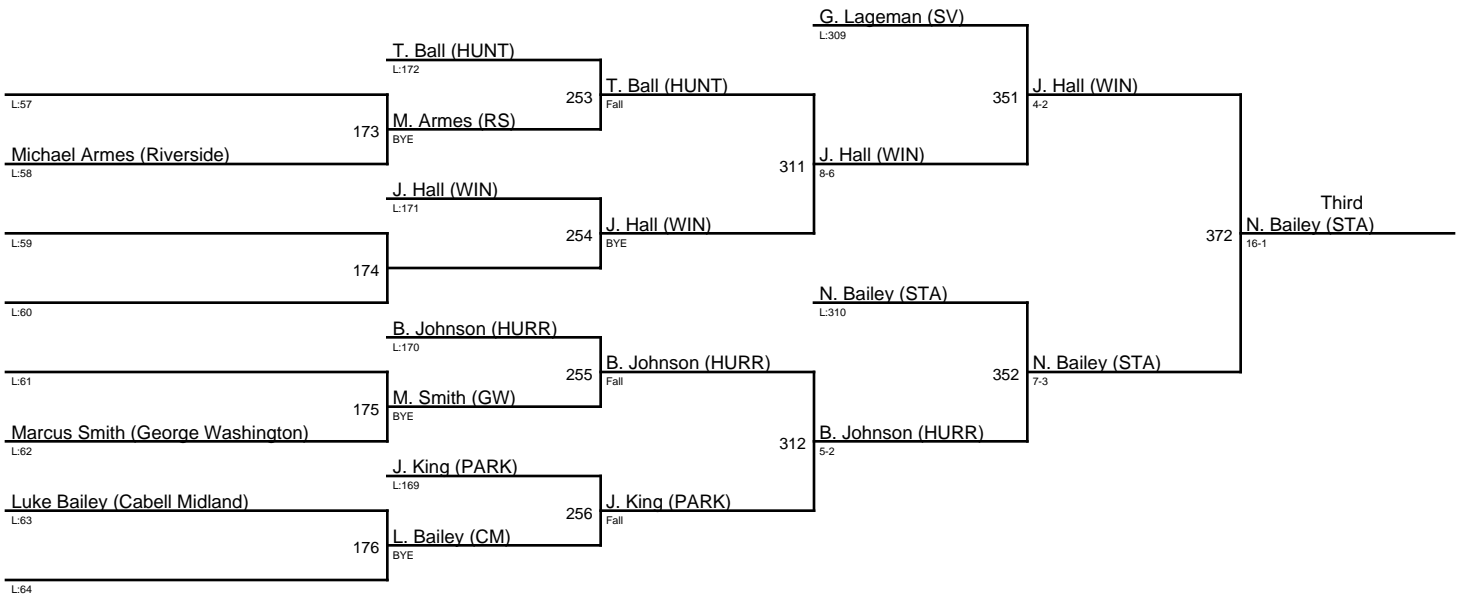 G. Lageman (SV)
L:309
T. Ball (HUNT)
L:172
253
T. Ball (HUNT)
Fall
351
J. Hall (WIN)
4-2
L:57
173
M. Armes (RS)
BYE
Michael Armes (Riverside)
L:58
311
J. Hall (WIN)
8-6
J. Hall (WIN)
L:171
Third
L:59
254
J. Hall (WIN)
BYE
372
N. Bailey (STA)
16-1
174
L:60
N. Bailey (STA)
L:310
B. Johnson (HURR)
L:170
L:61
255
B. Johnson (HURR)
Fall
352
N. Bailey (STA)
7-3
175
M. Smith (GW)
BYE
Marcus Smith (George Washington)
L:62
312
B. Johnson (HURR)
5-2
J. King (PARK)
L:169
Luke Bailey (Cabell Midland)
L:63
256
J. King (PARK)
Fall
176
L. Bailey (CM)
BYE
L:64